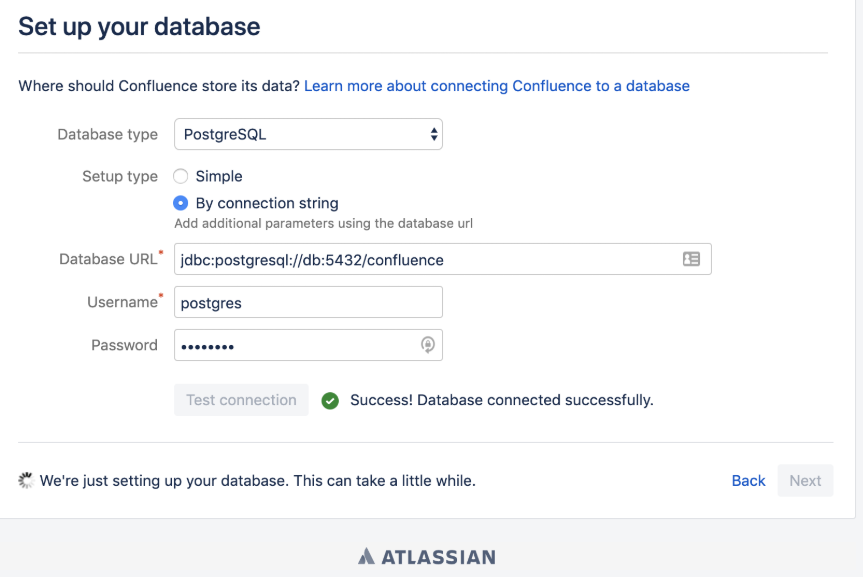 Set up your database
Where should Confluence store its data? Learn more about connecting Confluence to a database
Database type PostgreSQL
Setup type Simple
By connection string
Add additional parameters using the database url
Database URL* jdbc:postgresql://db:5432/confluence
Username* postgres
Password ••••••••
Test connection Success! Database connected successfully.
We're just setting up your database. This can take a little while. Back Next
ATLASSIAN